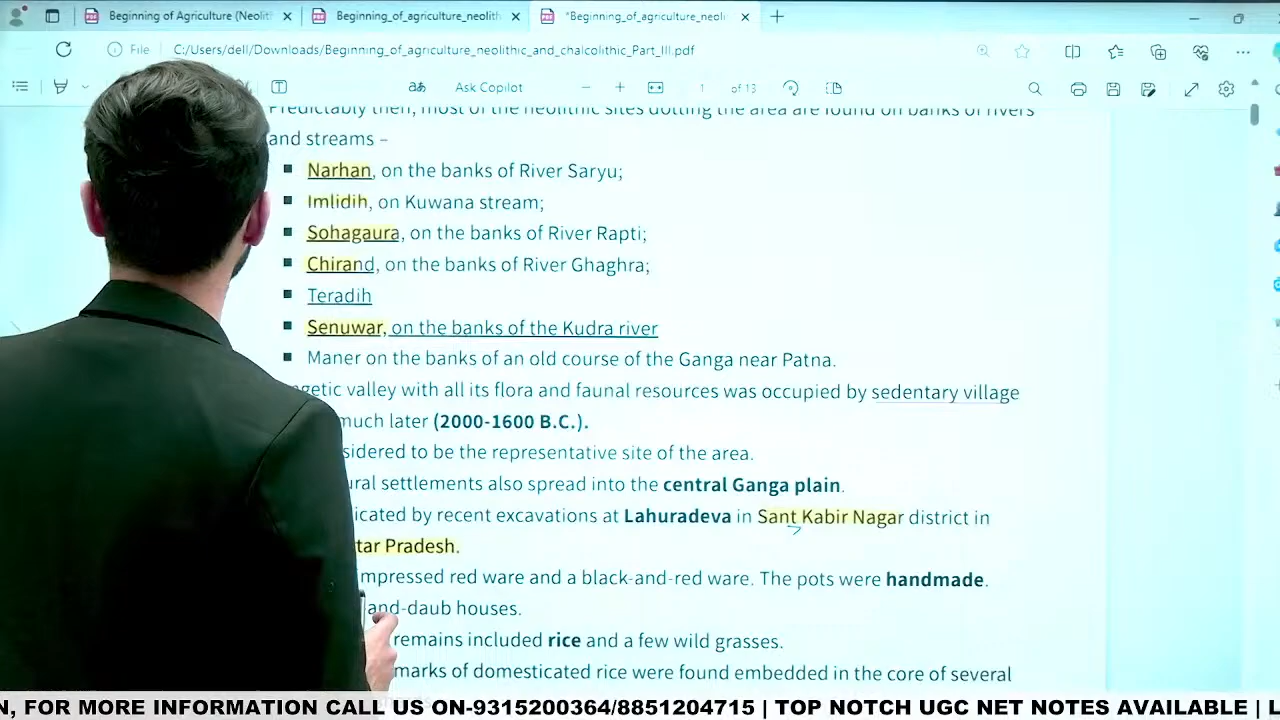 Beginning of Agriculture (Neolit
Beginning_of_agriculture_neolith
*Beginning_of_agriculture_neoli
File C:/Users/dell/Downloads/Beginning_of_agriculture_neolithic_and_chalcolithic_Part_III.pdf
Ask Copilot 1 of 13
Predictably then, most of the neolithic sites dotting the area are found on banks of rivers
and streams –
Narhan, on the banks of River Saryu;
Imlidih, on Kuwana stream;
Sohagaura, on the banks of River Rapti;
Chirand, on the banks of River Ghaghra;
Teradih
Senuwar, on the banks of the Kudra river
Maner on the banks of an old course of the Ganga near Patna.
getic valley with all its flora and faunal resources was occupied by sedentary village
much later (2000-1600 B.C.).
sidered to be the representative site of the area.
ural settlements also spread into the central Ganga plain.
icated by recent excavations at Lahuradeva in Sant Kabir Nagar district in
tar Pradesh.
impressed red ware and a black-and-red ware. The pots were handmade.
and-daub houses.
remains included rice and a few wild grasses.
marks of domesticated rice were found embedded in the core of several
N, FOR MORE INFORMATION CALL US ON-9315200364/8851204715 | TOP NOTCH UGC NET NOTES AVAILABLE | L